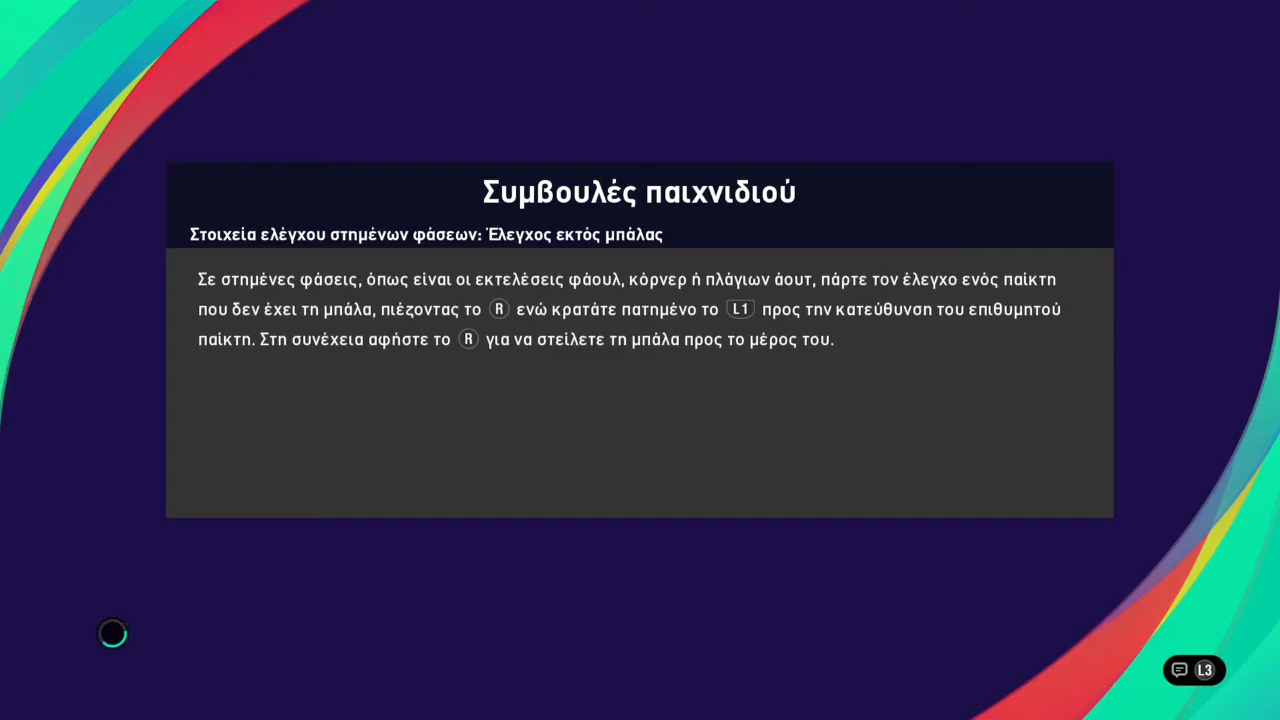 Συμβουλές παιχνιδιού
Στοιχεία ελέγχου στημένων φάσεων: Έλεγχος εκτός μπάλας
Σε στημένες φάσεις, όπως είναι οι εκτελέσεις φάουλ, κόρνερ ή πλάγιων άουτ, πάρτε τον έλεγχο ενός παίκτη
που δεν έχει τη μπάλα, πιέζοντας το R ενώ κρατάτε πατημένο το L1 προς την κατεύθυνση του επιθυμητού
παίκτη. Στη συνέχεια αφήστε το R για να στείλετε τη μπάλα προς το μέρος του.
L3